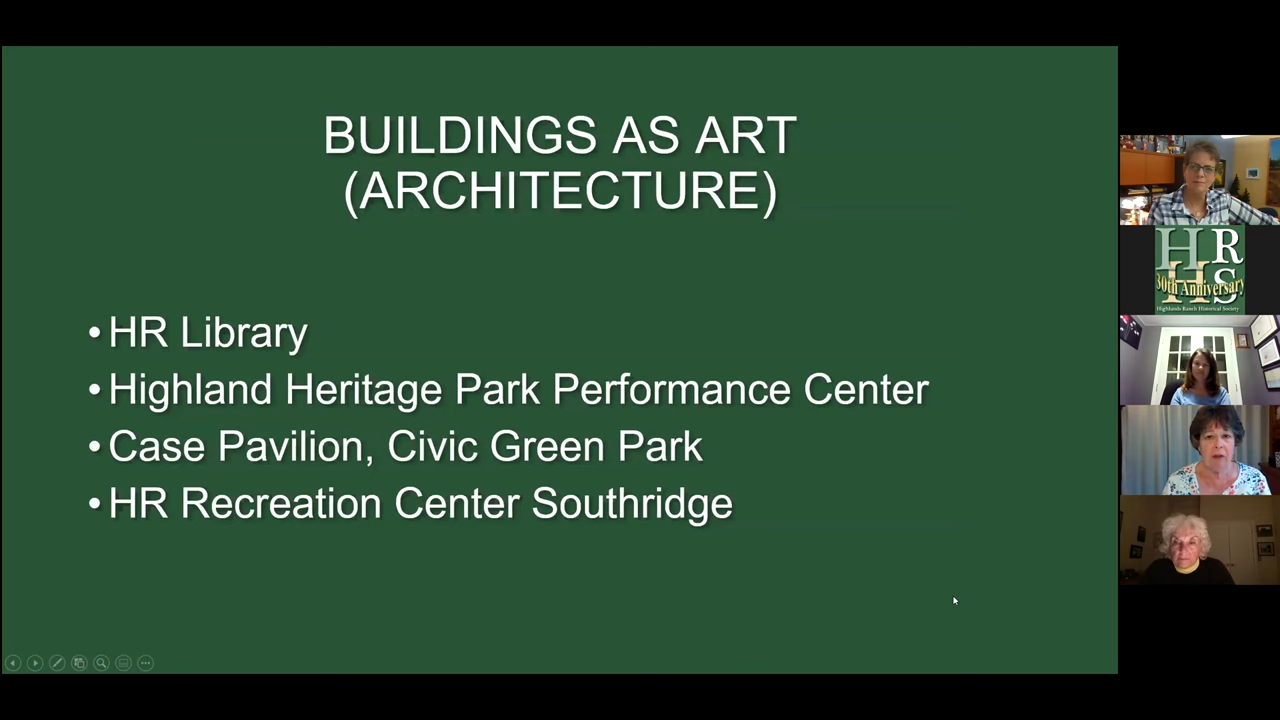 BUILDINGS AS ART
(ARCHITECTURE)
• HR Library
• Highland Heritage Park Performance Center
• Case Pavilion, Civic Green Park
• HR Recreation Center Southridge
H R
H S
30th Anniversary
Highlands Ranch Historical Society